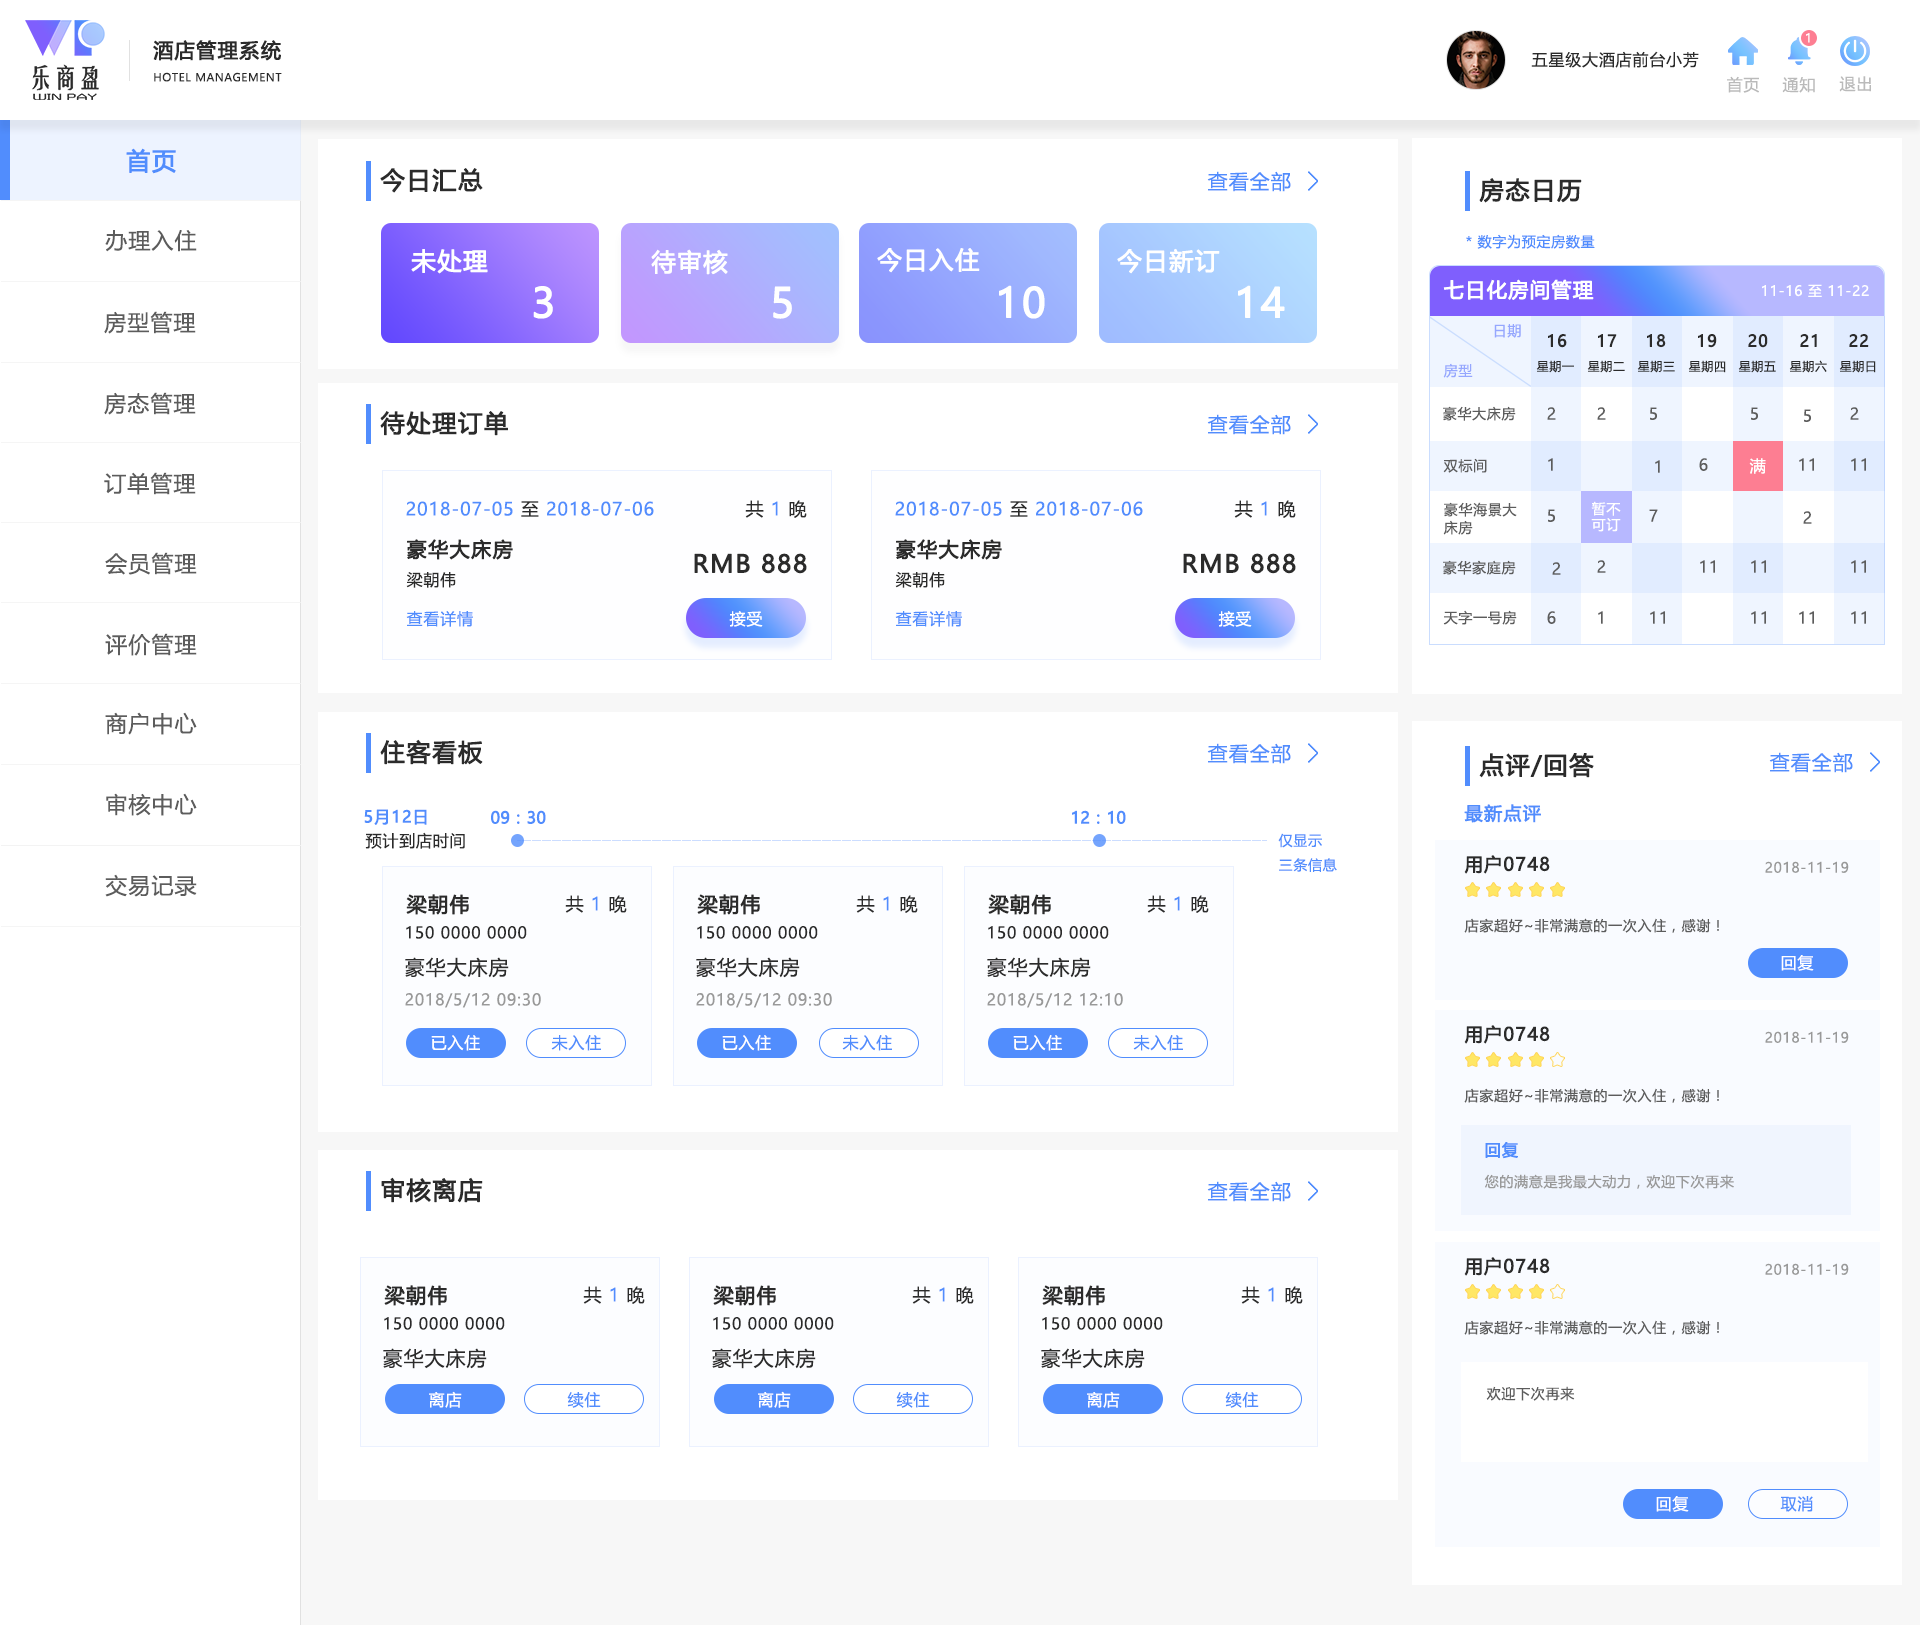 乐商盈
WIN PAY
酒店管理系统
HOTEL MANAGEMENT
五星级大酒店前台小芳
首页
1
通知
退出
首页
办理入住
房型管理
房态管理
订单管理
会员管理
评价管理
商户中心
审核中心
交易记录
今日汇总
查看全部
未处理
3
待审核
5
今日入住
10
今日新订
14
待处理订单
查看全部
2018-07-05 至 2018-07-06 共 1 晚
豪华大床房
RMB 888
梁朝伟
查看详情
接受
2018-07-05 至 2018-07-06 共 1 晚
豪华大床房
RMB 888
梁朝伟
查看详情
接受
住客看板
查看全部
5月12日
预计到店时间
09 : 30
12 : 10
仅显示
三条信息
梁朝伟 共 1 晚
150 0000 0000
豪华大床房
2018/5/12 09:30
已入住 未入住
梁朝伟 共 1 晚
150 0000 0000
豪华大床房
2018/5/12 09:30
已入住 未入住
梁朝伟 共 1 晚
150 0000 0000
豪华大床房
2018/5/12 12:10
已入住 未入住
审核离店
查看全部
梁朝伟 共 1 晚
150 0000 0000
豪华大床房
离店 续住
梁朝伟 共 1 晚
150 0000 0000
豪华大床房
离店 续住
梁朝伟 共 1 晚
150 0000 0000
豪华大床房
离店 续住
房态日历
* 数字为预定房数量
七日化房间管理 11-16 至 11-22
日期
房型
16 17 18 19 20 21 22
星期一 星期二 星期三 星期四 星期五 星期六 星期日
豪华大床房 2 2 5 5 5 2
双标间 1 1 6 满 11 11
豪华海景大
床房 5 暂不
可订 7 2
豪华家庭房 2 2 11 11 11
天字一号房 6 1 11 11 11 11
点评/回答
查看全部
最新点评
用户0748 2018-11-19
店家超好~非常满意的一次入住，感谢！
回复
用户0748 2018-11-19
店家超好~非常满意的一次入住，感谢！
回复
您的满意是我最大动力，欢迎下次再来
用户0748 2018-11-19
店家超好~非常满意的一次入住，感谢！
欢迎下次再来
回复 取消